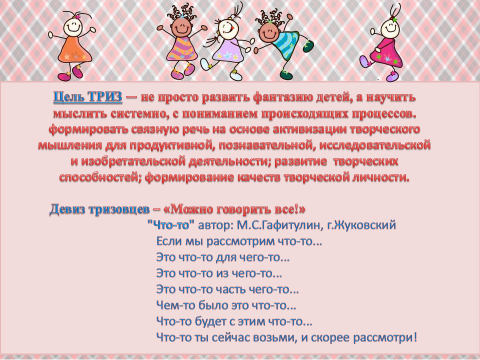 Цель ТРИЗ — не просто развить фантазию детей, а научить
мыслить системно, с пониманием происходящих процессов.
формировать связную речь на основе активизации творческого
мышления для продуктивной, познавательной, исследовательской
и изобретательской деятельности; развитие творческих
способностей; формирование качеств творческой личности.
Девиз тризовцев – «Можно говорить все!»
"Что-то" автор: М.С.Гафитулин, г.Жуковский
Если мы рассмотрим что-то...
Это что-то для чего-то...
Это что-то из чего-то...
Это что-то часть чего-то...
Чем-то было это что-то...
Что-то будет с этим что-то...
Что-то ты сейчас возьми, и скорее рассмотри!